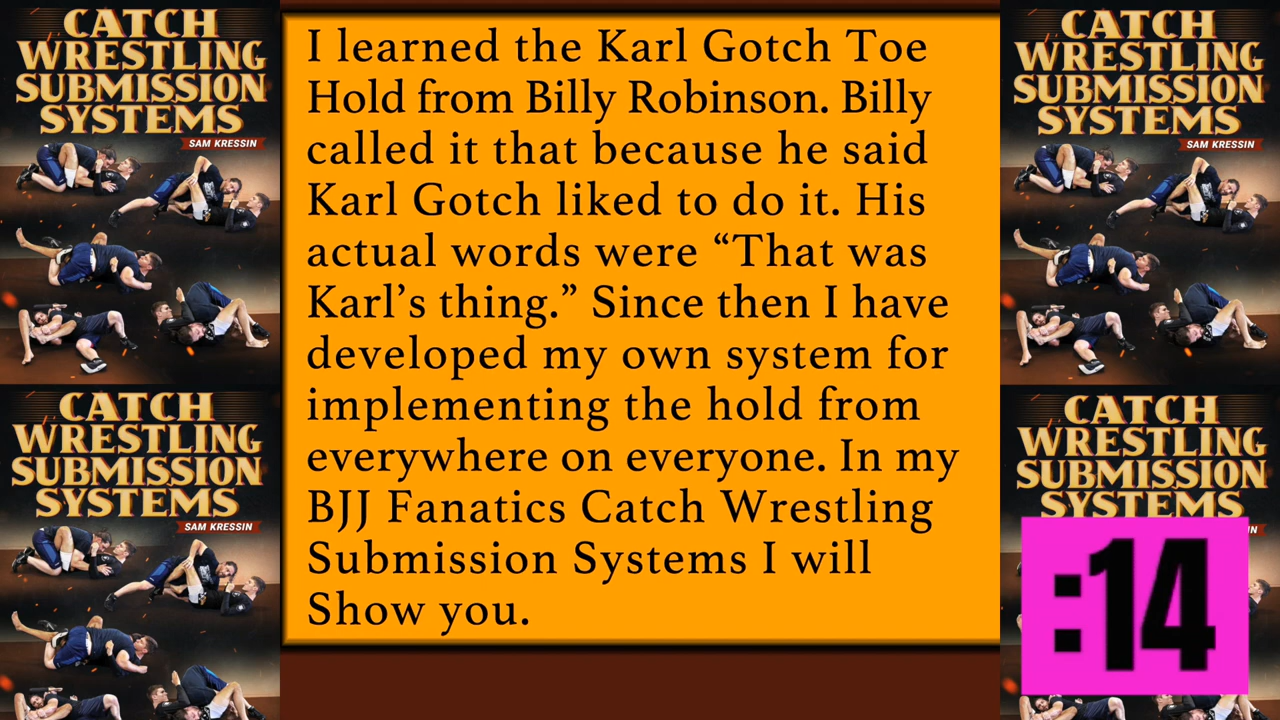 CATCH
WRESTLING
SUBMISSION
SYSTEMS
SAM KRESSIN
I learned the Karl Gotch Toe
Hold from Billy Robinson. Billy
called it that because he said
Karl Gotch liked to do it. His
actual words were “That was
Karl’s thing.” Since then I have
developed my own system for
implementing the hold from
everywhere on everyone. In my
BJJ Fanatics Catch Wrestling
Submission Systems I will
Show you.
CATCH
WRESTLING
SUBMISSION
SYSTEMS
SAM KRESSIN
CATCH
WRESTLING
SUBMISSION
SYSTEMS
SAM KRESSIN
CATCH
WRESTLING
SUBMISSION
SYSTEMS
:14